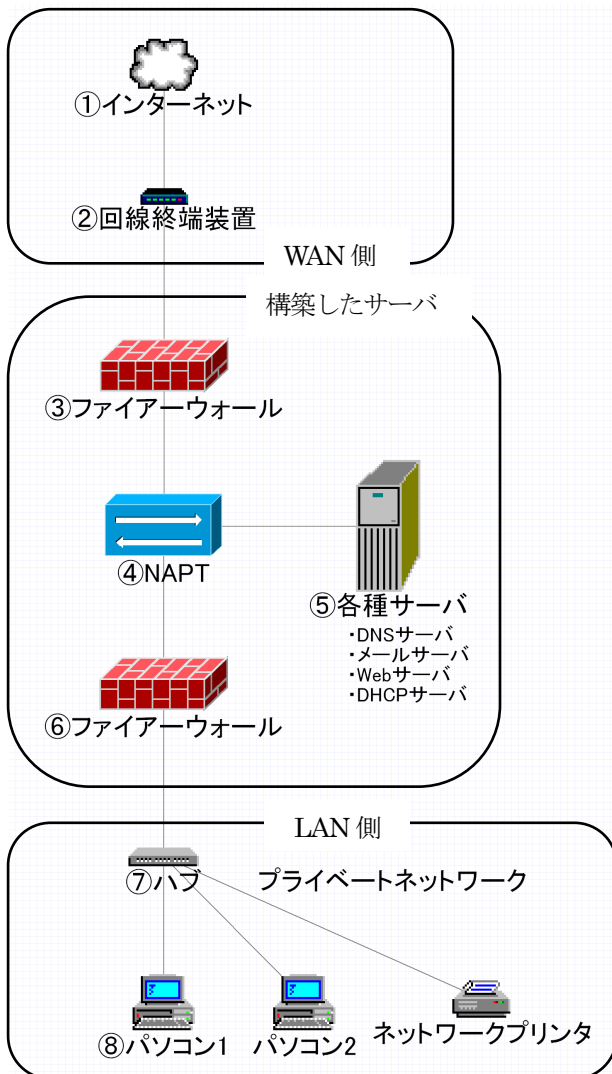 ①インターネット
②回線終端装置
WAN 側
構築したサーバ
③ファイアーウォール
④NAPT
⑤各種サーバ
・DNSサーバ
・メールサーバ
・Webサーバ
・DHCPサーバ
⑥ファイアーウォール
LAN 側
⑦ハブ
プライベートネットワーク
⑧パソコン1
パソコン2
ネットワークプリンタ